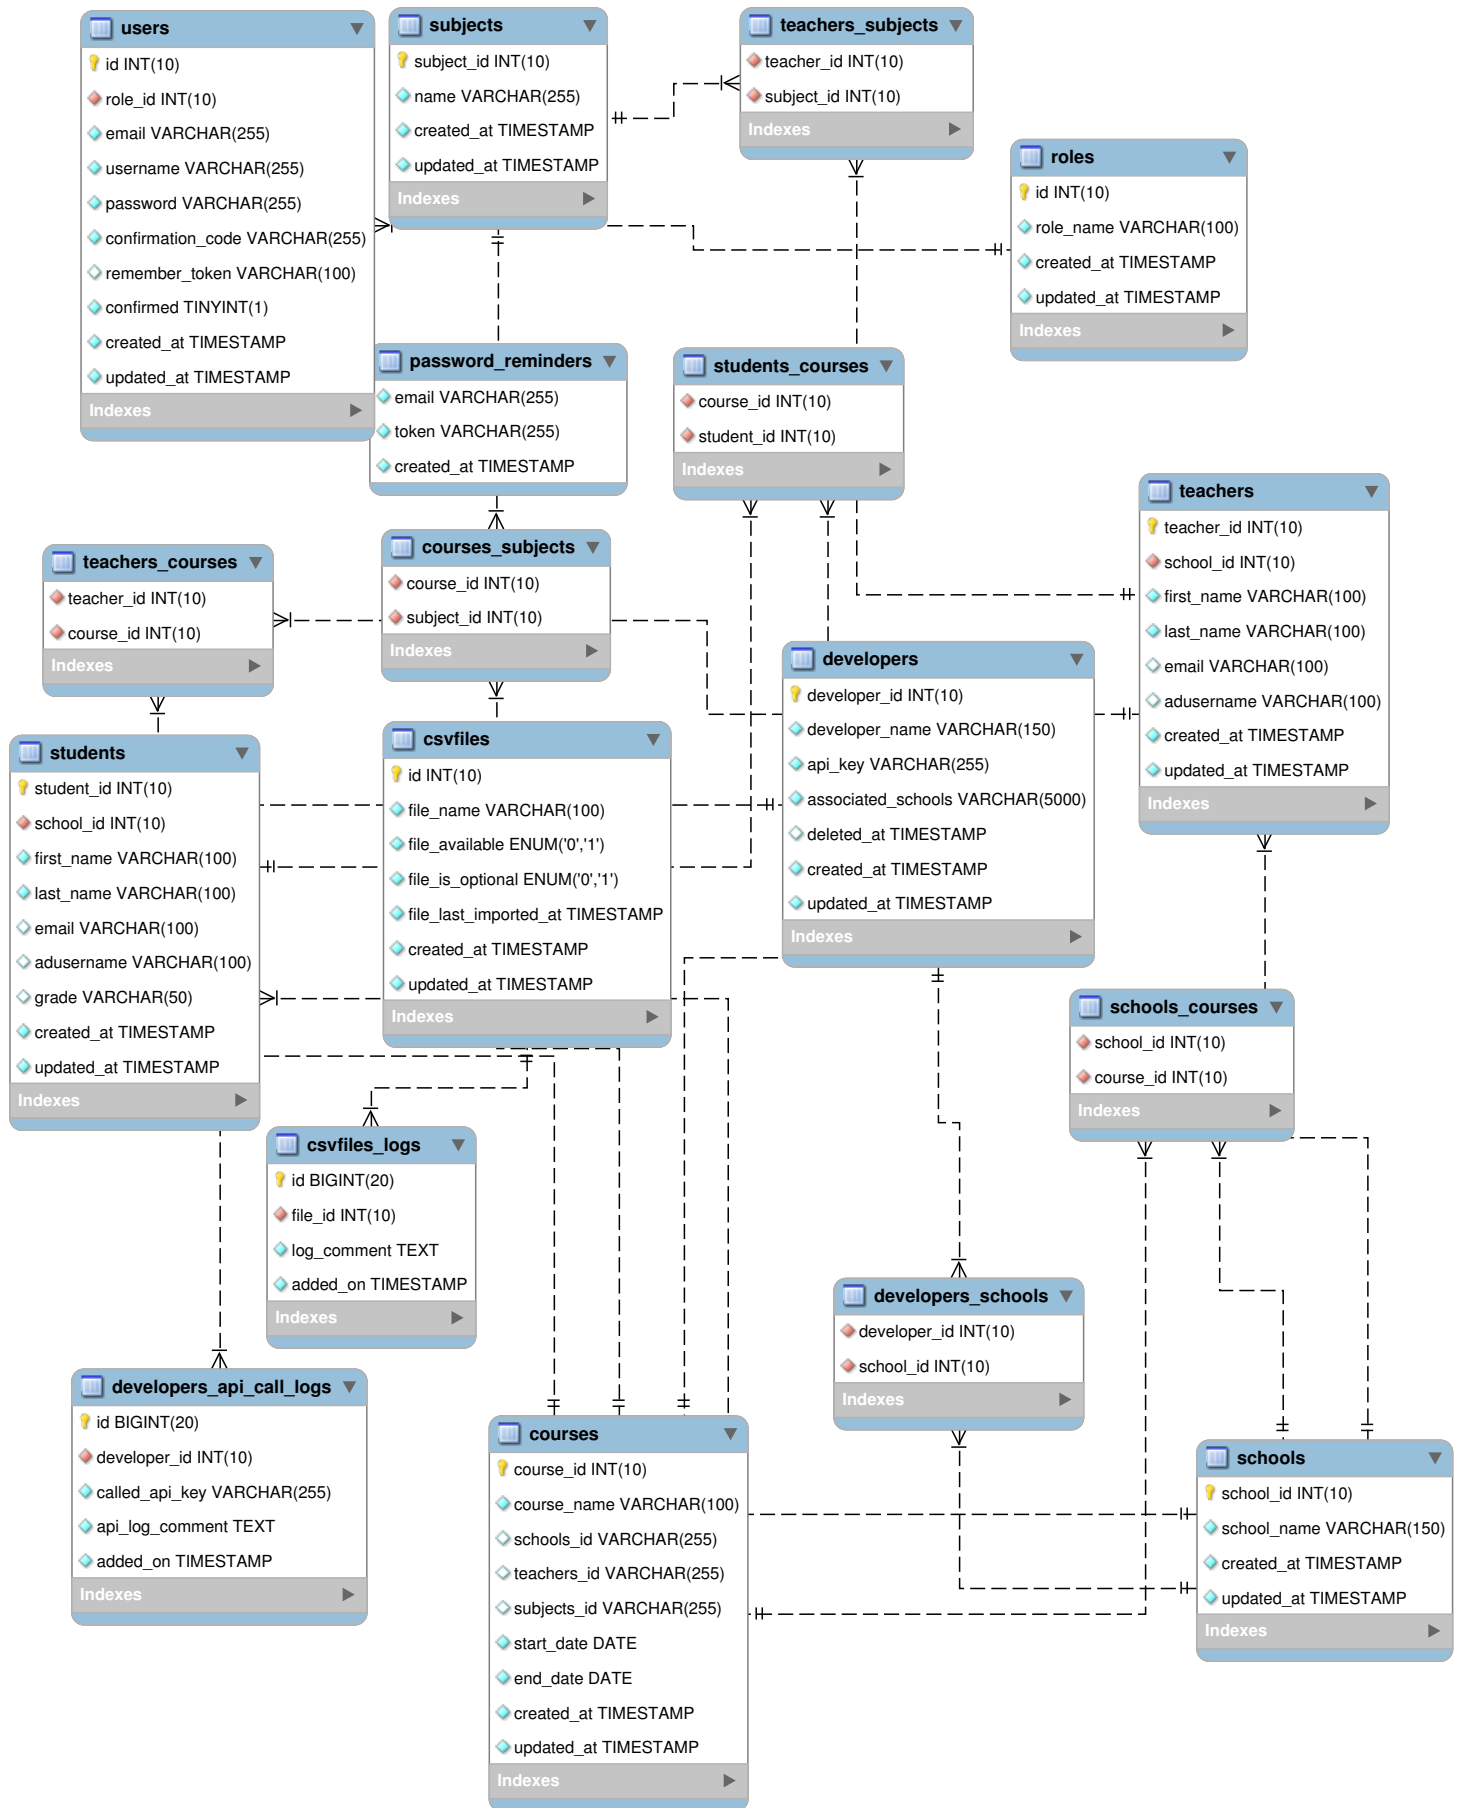 users
id INT(10)
role_id INT(10)
email VARCHAR(255)
username VARCHAR(255)
password VARCHAR(255)
confirmation_code VARCHAR(255)
remember_token VARCHAR(100)
confirmed TINYINT(1)
created_at TIMESTAMP
updated_at TIMESTAMP
Indexes
subjects
subject_id INT(10)
name VARCHAR(255)
created_at TIMESTAMP
updated_at TIMESTAMP
Indexes
teachers_subjects
teacher_id INT(10)
subject_id INT(10)
Indexes
roles
id INT(10)
role_name VARCHAR(100)
created_at TIMESTAMP
updated_at TIMESTAMP
Indexes
password_reminders
email VARCHAR(255)
token VARCHAR(255)
created_at TIMESTAMP
students_courses
course_id INT(10)
student_id INT(10)
Indexes
teachers
teacher_id INT(10)
school_id INT(10)
first_name VARCHAR(100)
last_name VARCHAR(100)
email VARCHAR(100)
adusername VARCHAR(100)
created_at TIMESTAMP
updated_at TIMESTAMP
Indexes
teachers_courses
teacher_id INT(10)
course_id INT(10)
Indexes
courses_subjects
course_id INT(10)
subject_id INT(10)
Indexes
developers
developer_id INT(10)
developer_name VARCHAR(150)
api_key VARCHAR(255)
associated_schools VARCHAR(5000)
deleted_at TIMESTAMP
created_at TIMESTAMP
updated_at TIMESTAMP
Indexes
students
student_id INT(10)
school_id INT(10)
first_name VARCHAR(100)
last_name VARCHAR(100)
email VARCHAR(100)
adusername VARCHAR(100)
grade VARCHAR(50)
created_at TIMESTAMP
updated_at TIMESTAMP
Indexes
csvfiles
id INT(10)
file_name VARCHAR(100)
file_available ENUM('0','1')
file_is_optional ENUM('0','1')
file_last_imported_at TIMESTAMP
created_at TIMESTAMP
updated_at TIMESTAMP
Indexes
schools_courses
school_id INT(10)
course_id INT(10)
Indexes
csvfiles_logs
id BIGINT(20)
file_id INT(10)
log_comment TEXT
added_on TIMESTAMP
Indexes
developers_schools
developer_id INT(10)
school_id INT(10)
Indexes
developers_api_call_logs
id BIGINT(20)
developer_id INT(10)
called_api_key VARCHAR(255)
api_log_comment TEXT
added_on TIMESTAMP
Indexes
courses
course_id INT(10)
course_name VARCHAR(100)
schools_id VARCHAR(255)
teachers_id VARCHAR(255)
subjects_id VARCHAR(255)
start_date DATE
end_date DATE
created_at TIMESTAMP
updated_at TIMESTAMP
Indexes
schools
school_id INT(10)
school_name VARCHAR(150)
created_at TIMESTAMP
updated_at TIMESTAMP
Indexes